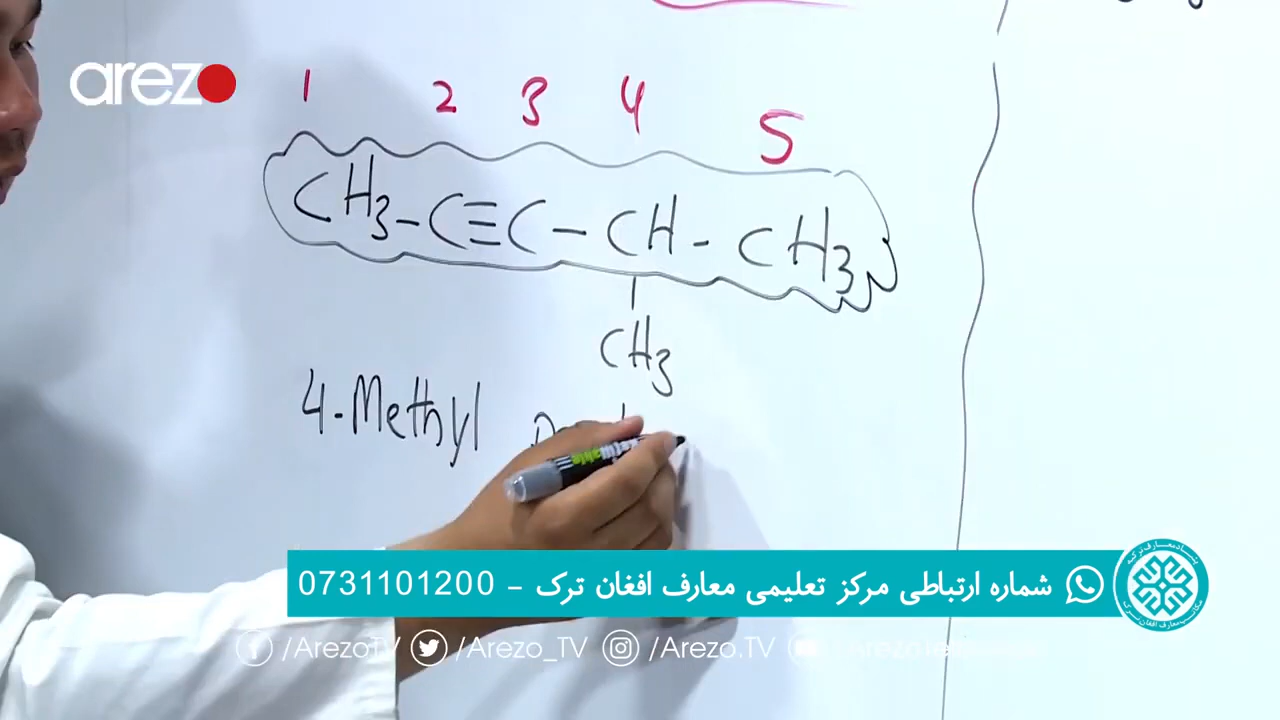 arezo
1 2 3 4 5
CH3-C≡C-CH-CH3
CH3
4-Methyl
شماره ارتباطی مرکز تعلیمی معارف افغان ترک - 0731101200
/ArezoTV /Arezo_TV /Arezo.TV